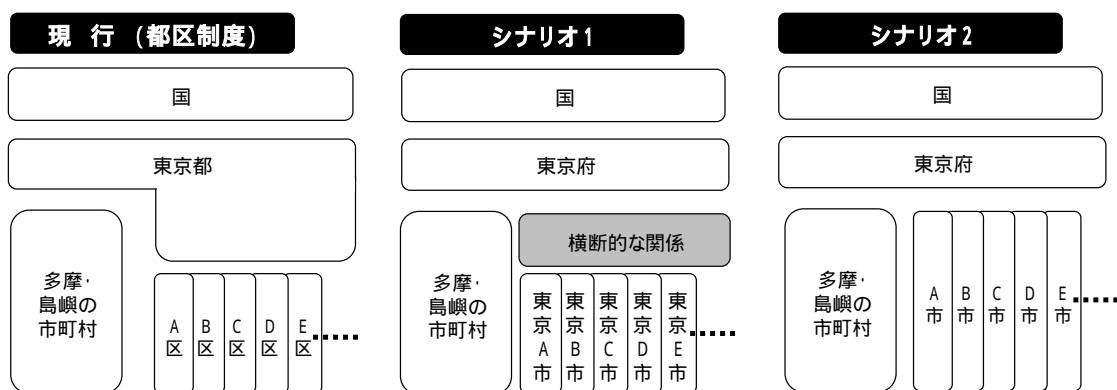 現 行 (都区制度)
国
東京都
多摩・
島嶼の
市町村
A区
B区
C区
D区
E区
シナリオ1
国
東京府
横断的な関係
多摩・
島嶼の
市町村
東京A市
東京B市
東京C市
東京D市
東京E市
シナリオ2
国
東京府
多摩・
島嶼の
市町村
A市
B市
C市
D市
E市